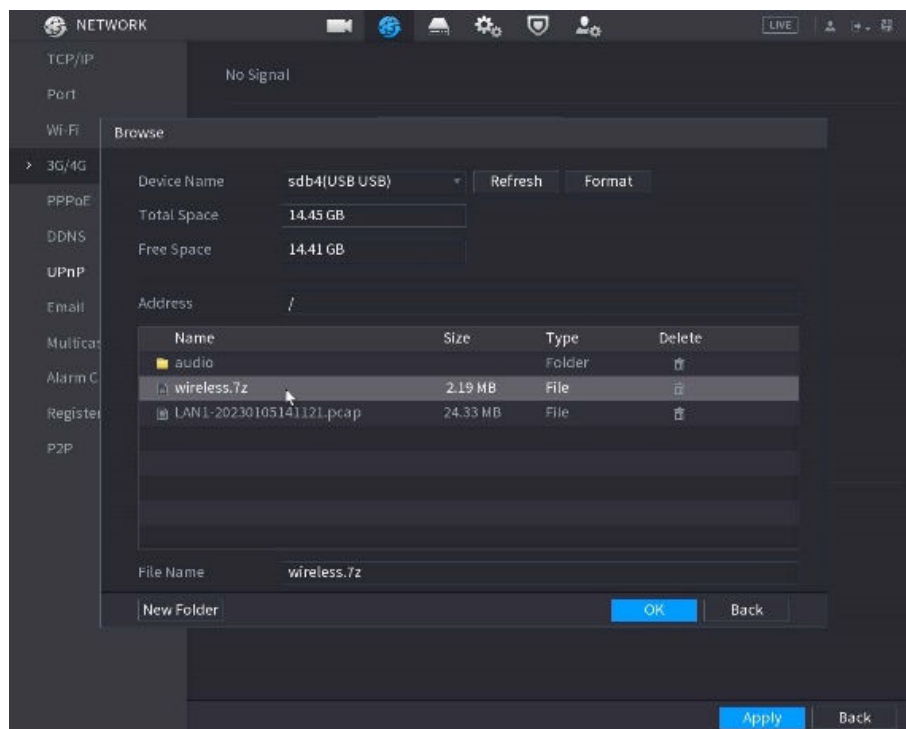 NETWORK
LIVE
TCP/IP
No Signal
Port
Wi-Fi
Browse
3G/4G
Device Name sdb4(USB USB) Refresh Format
PPPoE
Total Space 14.45 GB
DDNS
Free Space 14.41 GB
UPnP
Email
Address /
Multicas
Name Size Type Delete
audio Folder
Alarm C
wireless.7z 2.19 MB File
Register
LAN1-20230105141121.pcap 24.33 MB File
P2P
File Name wireless.7z
New Folder OK Back
Apply Back